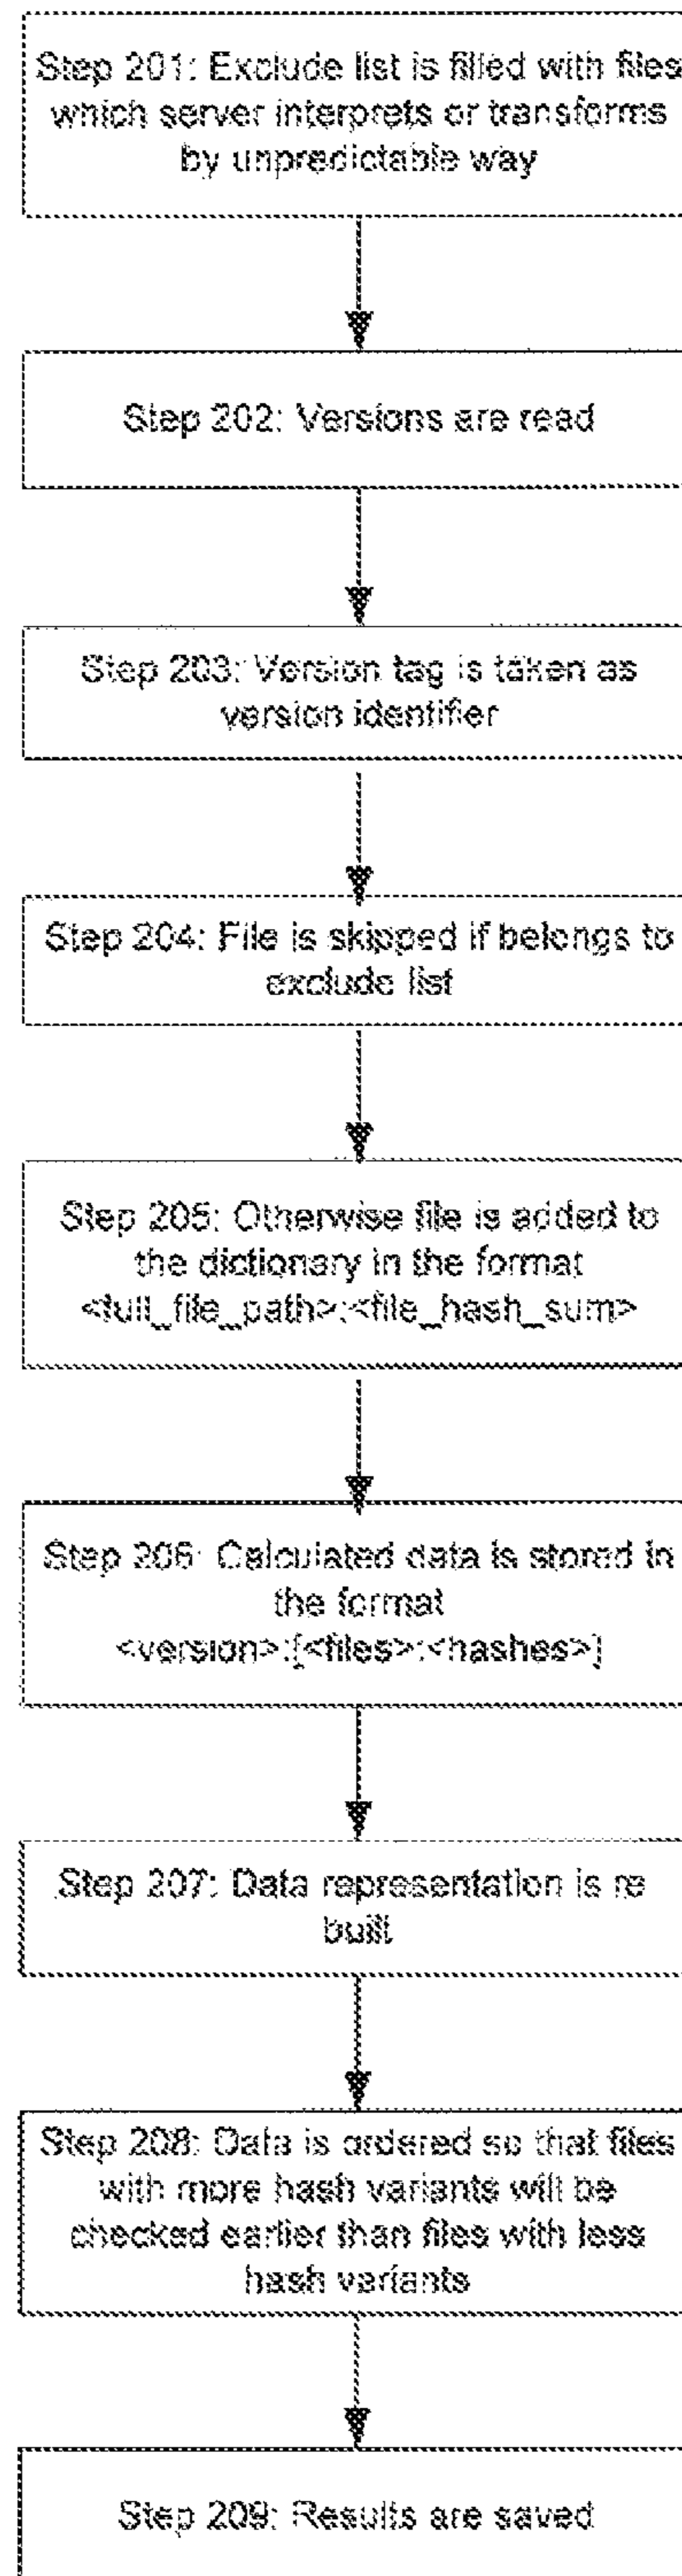 Step 201: Exclude list is filled with files
which server interprets or transforms
by unpredictable way
Step 202: Versions are read
Step 203: Version tag is taken as
version identifier
Step 204: File is skipped if belongs to
exclude list
Step 205: Otherwise file is added to
the dictionary in the format
<full_file_path>:<file_hash_sum>
Step 206: Calculated data is stored in
the format
<version>:[<files>:<hashes>]
Step 207: Data representation is re
built
Step 208: Data is ordered so that files
with more hash variants will be
checked earlier than files with less
hash variants
Step 209: Results are saved